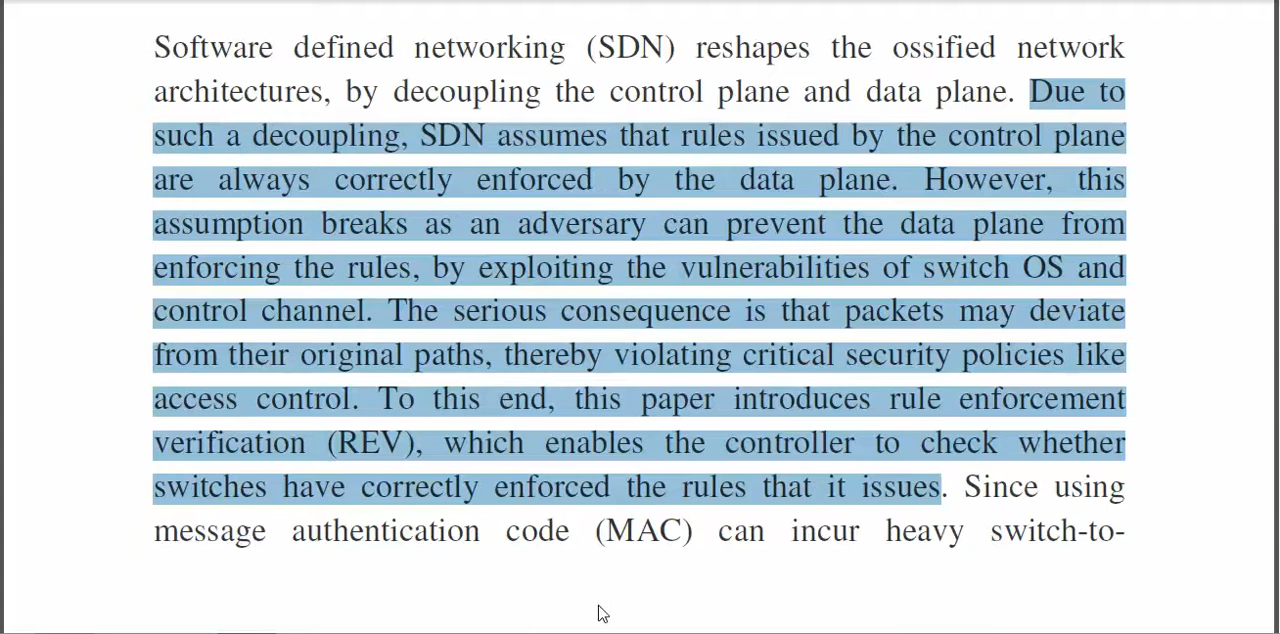 Software defined networking (SDN) reshapes the ossified network
architectures, by decoupling the control plane and data plane. Due to
such a decoupling, SDN assumes that rules issued by the control plane
are always correctly enforced by the data plane. However, this
assumption breaks as an adversary can prevent the data plane from
enforcing the rules, by exploiting the vulnerabilities of switch OS and
control channel. The serious consequence is that packets may deviate
from their original paths, thereby violating critical security policies like
access control. To this end, this paper introduces rule enforcement
verification (REV), which enables the controller to check whether
switches have correctly enforced the rules that it issues. Since using
message authentication code (MAC) can incur heavy switch-to-